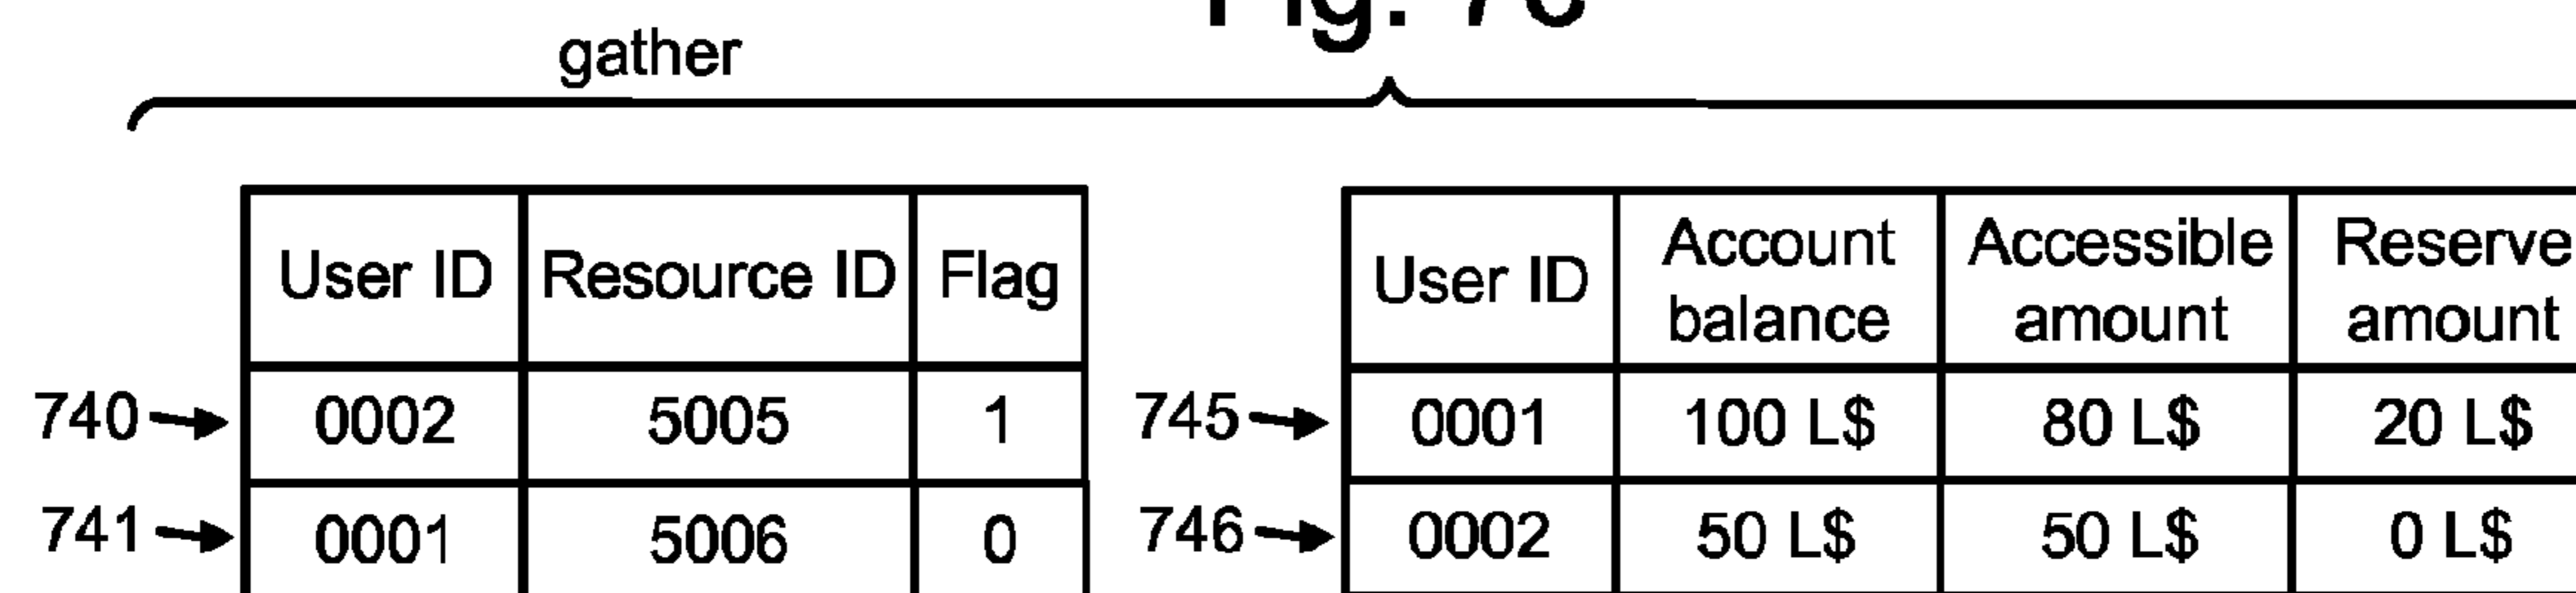 gather
User ID Resource ID Flag
740 0002 5005 1
741 0001 5006 0
User ID Account balance Accessible amount Reserve amount
745 0001 100 L$ 80 L$ 20 L$
746 0002 50 L$ 50 L$ 0 L$